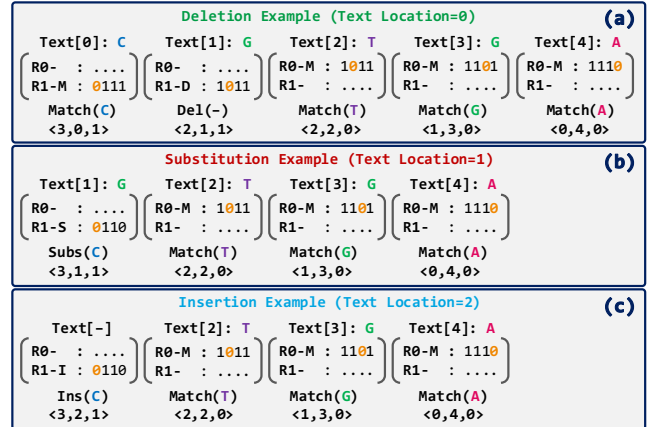 Deletion Example (Text Location=0) (a)
Text[0]: C Text[1]: G Text[2]: T Text[3]: G Text[4]: A
R0- : .... R0- : .... R0-M : 1011 R0-M : 1101 R0-M : 1110
R1-M : 0111 R1-D : 1011 R1- : .... R1- : .... R1- : ....
Match(C) Del(–) Match(T) Match(G) Match(A)
<3,0,1> <2,1,1> <2,2,0> <1,3,0> <0,4,0>
Substitution Example (Text Location=1) (b)
Text[1]: G Text[2]: T Text[3]: G Text[4]: A
R0- : .... R0-M : 1011 R0-M : 1101 R0-M : 1110
R1-S : 0110 R1- : .... R1- : .... R1- : ....
Subs(C) Match(T) Match(G) Match(A)
<3,1,1> <2,2,0> <1,3,0> <0,4,0>
Insertion Example (Text Location=2) (c)
Text[–] Text[2]: T Text[3]: G Text[4]: A
R0- : .... R0-M : 1011 R0-M : 1101 R0-M : 1110
R1-I : 0110 R1- : .... R1- : .... R1- : ....
Ins(C) Match(T) Match(G) Match(A)
<3,2,1> <2,2,0> <1,3,0> <0,4,0>